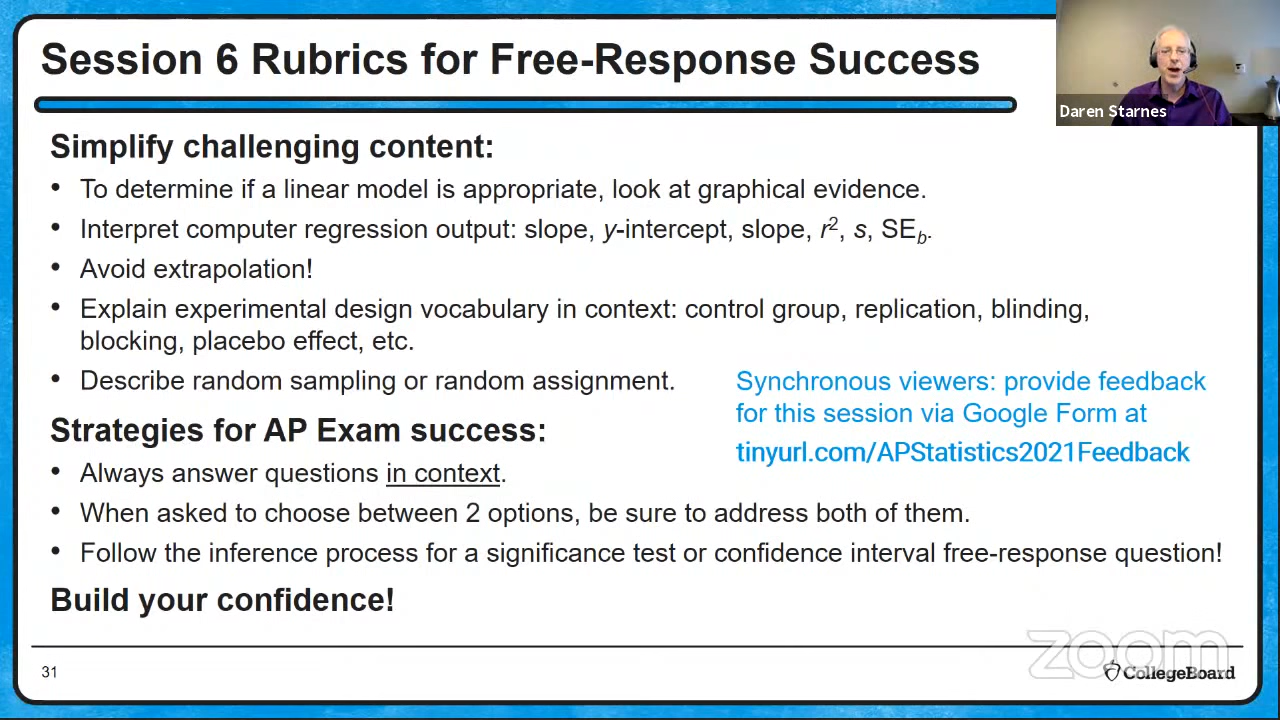 Session 6 Rubrics for Free-Response Success
Daren Starnes
Simplify challenging content:
• To determine if a linear model is appropriate, look at graphical evidence.
• Interpret computer regression output: slope, y-intercept, slope, r², s, SE_b.
• Avoid extrapolation!
• Explain experimental design vocabulary in context: control group, replication, blinding,
blocking, placebo effect, etc.
• Describe random sampling or random assignment.
Synchronous viewers: provide feedback
for this session via Google Form at
tinyurl.com/APStatistics2021Feedback
Strategies for AP Exam success:
• Always answer questions in context.
• When asked to choose between 2 options, be sure to address both of them.
• Follow the inference process for a significance test or confidence interval free-response question!
Build your confidence!
zoom
31
CollegeBoard